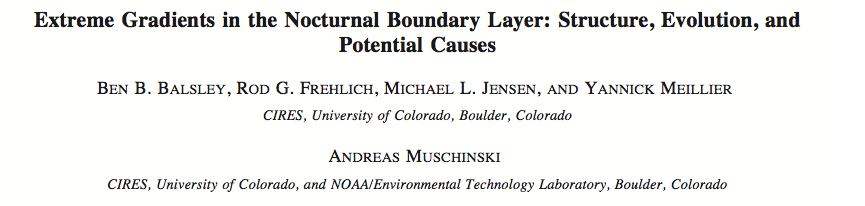 Extreme Gradients in the Nocturnal Boundary Layer: Structure, Evolution, and
Potential Causes
BEN B. BALSLEY, ROD G. FREHLICH, MICHAEL L. JENSEN, AND YANNICK MEILLIER
CIRES, University of Colorado, Boulder, Colorado
ANDREAS MUSCHINSKI
CIRES, University of Colorado, and NOAA/Environmental Technology Laboratory, Boulder, Colorado